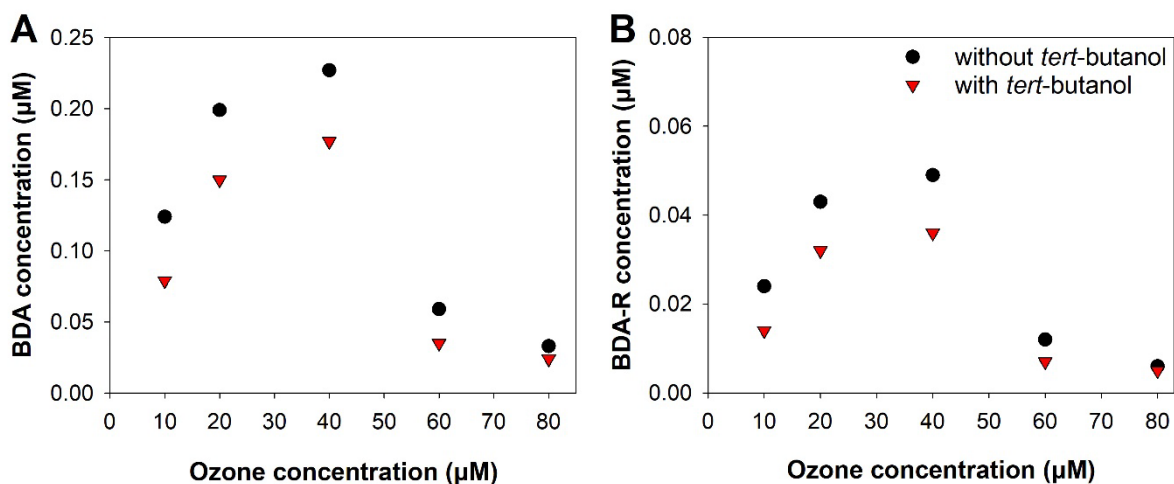 A
BDA concentration (µM)
0.25
0.20
0.15
0.10
0.05
0.00
0 10 20 30 40 50 60 70 80
Ozone concentration (µM)
B
BDA-R concentration (µM)
0.08
0.06
0.04
0.02
0.00
0 10 20 30 40 50 60 70 80
Ozone concentration (µM)
without tert-butanol
with tert-butanol